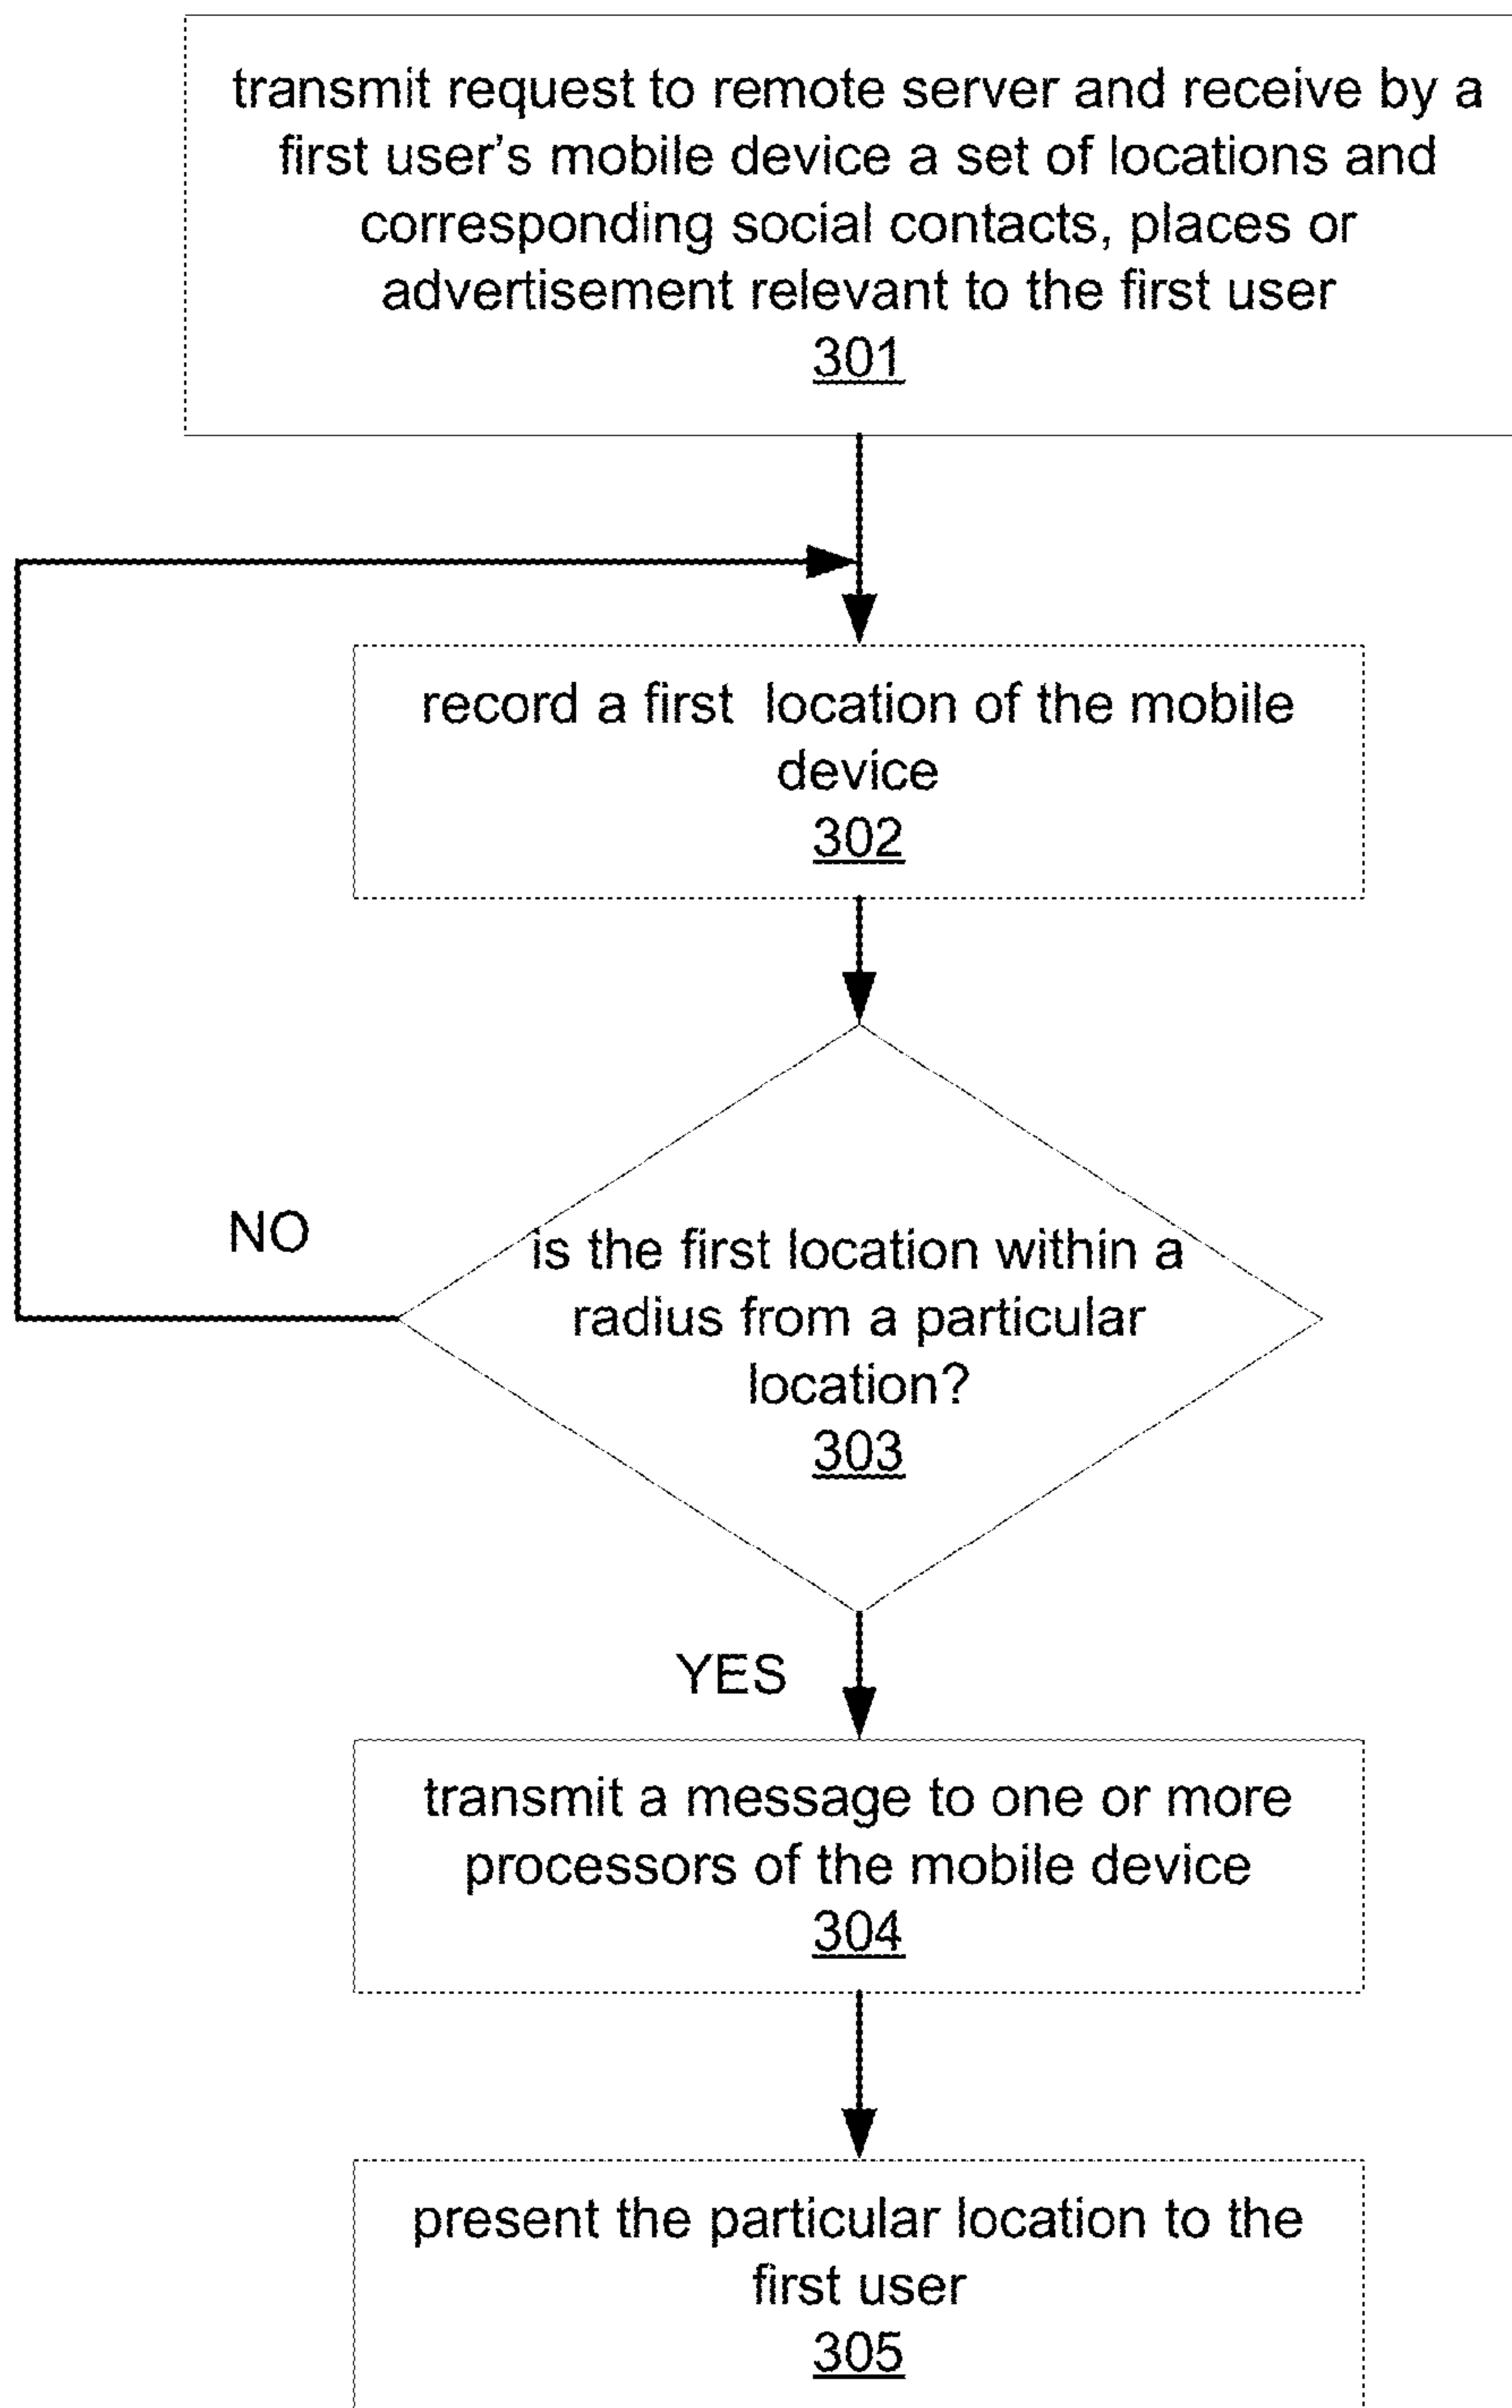 transmit request to remote server and receive by a
first user's mobile device a set of locations and
corresponding social contacts, places or
advertisement relevant to the first user
301
record a first location of the mobile
device
302
NO
is the first location within a
radius from a particular
location?
303
YES
transmit a message to one or more
processors of the mobile device
304
present the particular location to the
first user
305